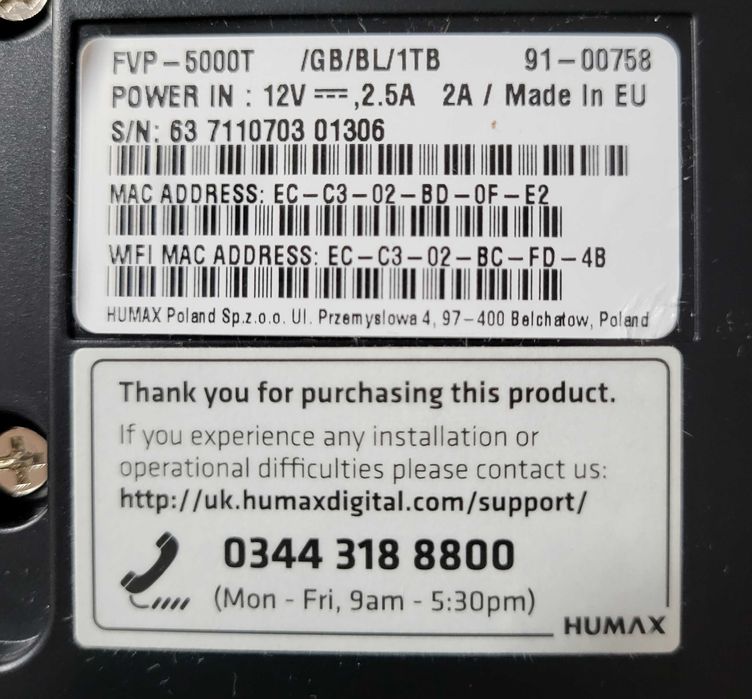 FVP-5000T /GB/BL/1TB 91-00758
POWER IN : 12V ⎓,2.5A 2A / Made In EU
S/N: 63 7110703 01306
MAC ADDRESS: EC-C3-02-BD-0F-E2
WIFI MAC ADDRESS: EC-C3-02-BC-FD-4B
HUMAX Poland Sp.z.o.o. Ul. Przemyslowa 4, 97-400 Belchatow, Poland
Thank you for purchasing this product.
If you experience any installation or
operational difficulties please contact us:
http://uk.humaxdigital.com/support/
0344 318 8800
(Mon - Fri, 9am - 5:30pm)
HUMAX